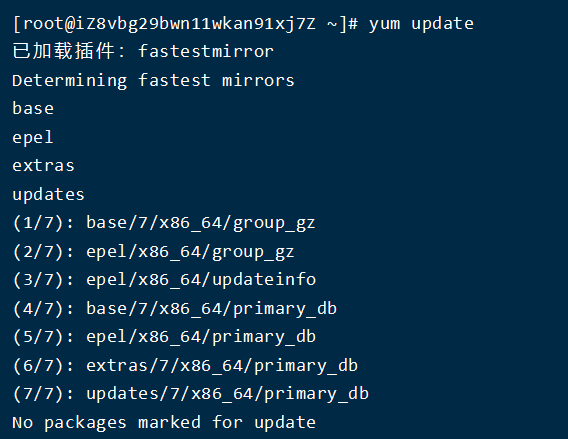 [root@iZ8vbg29bwn11wkan91xj7Z ~]# yum update
已加载插件: fastestmirror
Determining fastest mirrors
base
epel
extras
updates
(1/7): base/7/x86_64/group_gz
(2/7): epel/x86_64/group_gz
(3/7): epel/x86_64/updateinfo
(4/7): base/7/x86_64/primary_db
(5/7): epel/x86_64/primary_db
(6/7): extras/7/x86_64/primary_db
(7/7): updates/7/x86_64/primary_db
No packages marked for update